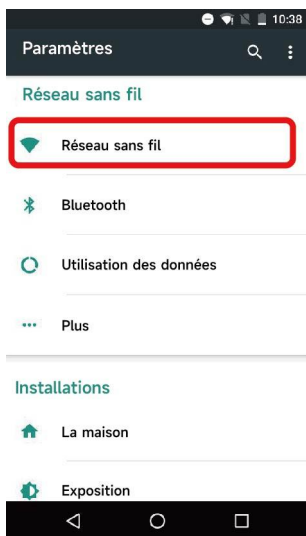 10:38
Paramètres
Réseau sans fil
Réseau sans fil
Bluetooth
Utilisation des données
Plus
Installations
La maison
Exposition